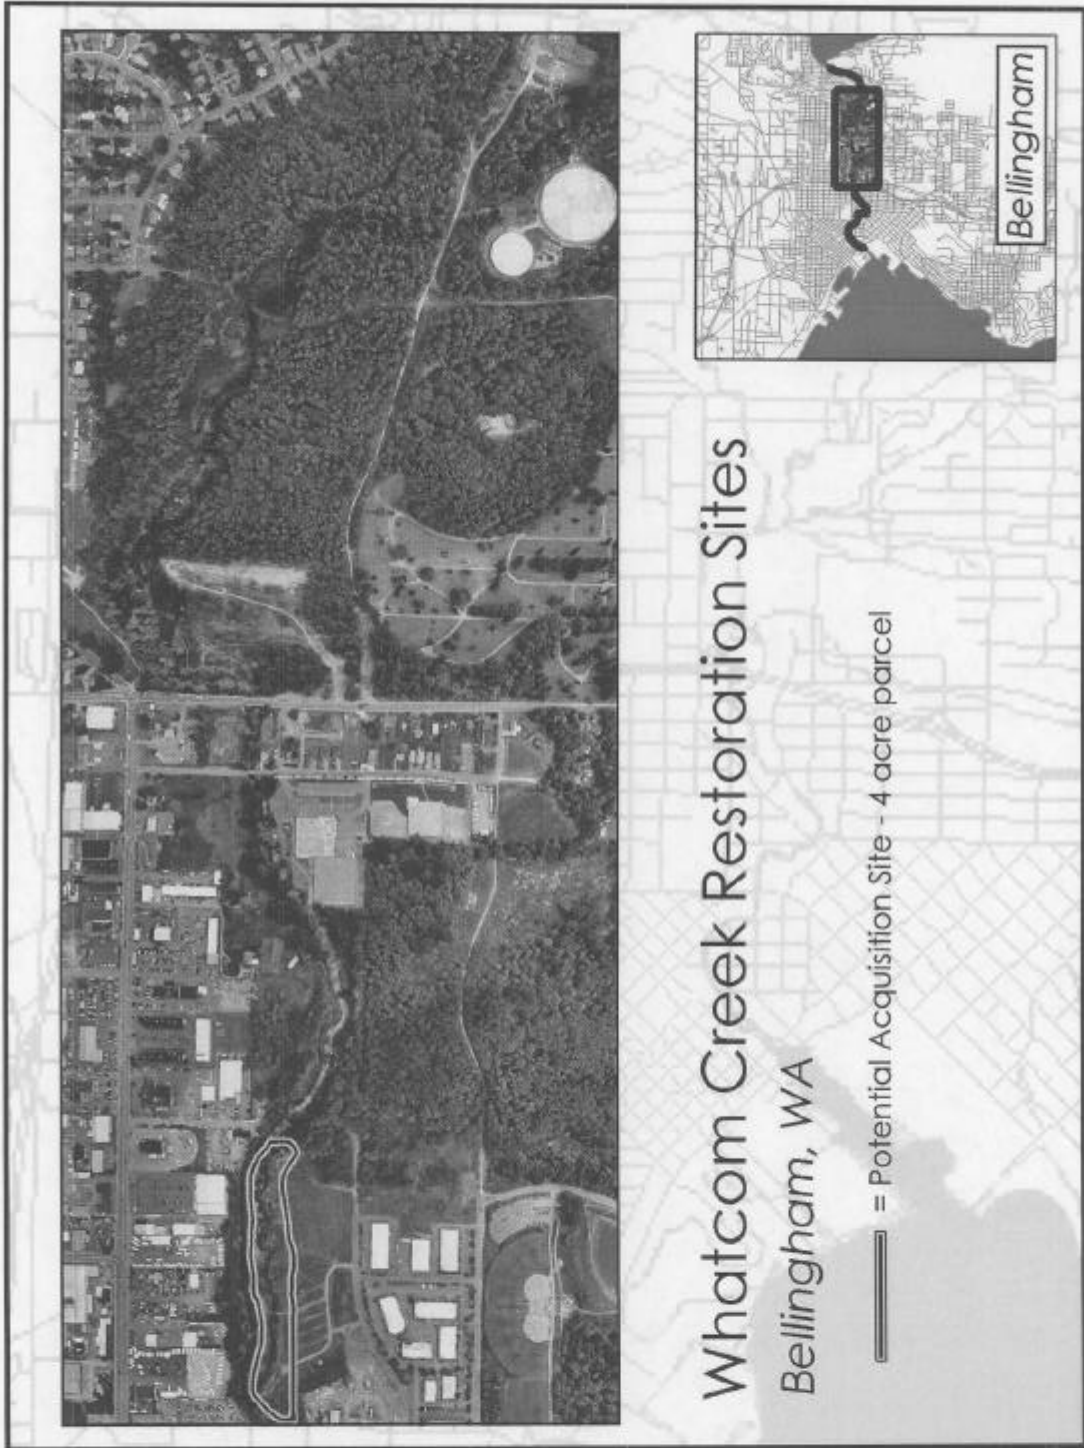 Whatcom Creek Restoration Sites
Bellingham, WA
= Potential Acquisition Site - 4 acre parcel
Bellingham